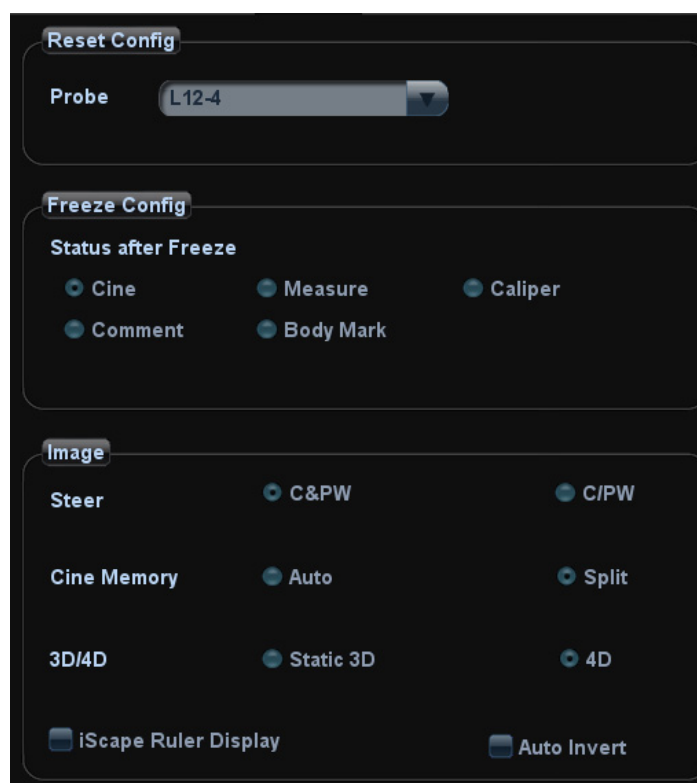 Reset Config
Probe L12-4
Freeze Config
Status after Freeze
Cine Measure Caliper
Comment Body Mark
Image
Steer C&PW C/PW
Cine Memory Auto Split
3D/4D Static 3D 4D
iScape Ruler Display Auto Invert